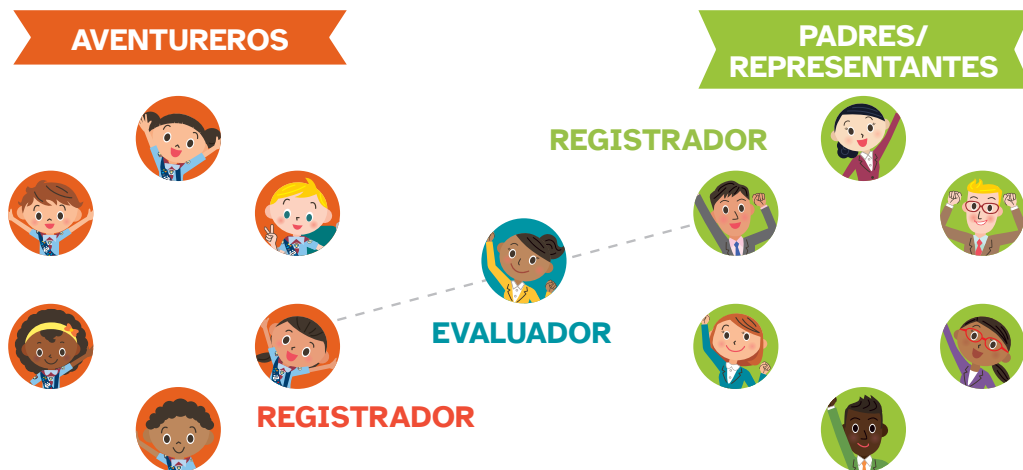 AVENTUREROS
PADRES/
REPRESENTANTES
REGISTRADOR
EVALUADOR
REGISTRADOR